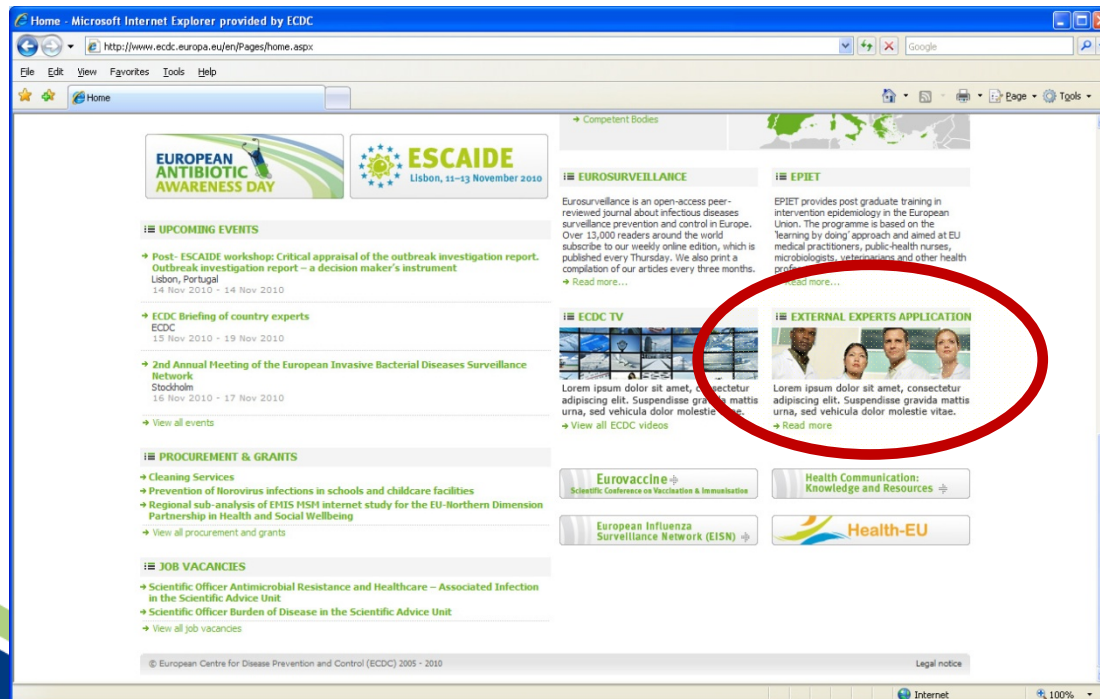 Home - Microsoft Internet Explorer provided by ECDC
http://www.ecdc.europa.eu/en/Pages/home.aspx
Google
File Edit View Favorites Tools Help
Home
Page
Tools
EUROPEAN
ANTIBIOTIC
AWARENESS DAY
ESCAIDE
Lisbon, 11–13 November 2010
UPCOMING EVENTS
Post- ESCAIDE workshop: Critical appraisal of the outbreak investigation report.
Outbreak investigation report – a decision maker's instrument
Lisbon, Portugal
14 Nov 2010 - 14 Nov 2010
ECDC Briefing of country experts
ECDC
15 Nov 2010 - 19 Nov 2010
2nd Annual Meeting of the European Invasive Bacterial Diseases Surveillance
Network
Stockholm
16 Nov 2010 - 17 Nov 2010
View all events
PROCUREMENT & GRANTS
Cleaning Services
Prevention of Norovirus infections in schools and childcare facilities
Regional sub-analysis of EMIS MSM internet study for the EU-Northern Dimension
Partnership in Health and Social Wellbeing
View all procurement and grants
JOB VACANCIES
Scientific Officer Antimicrobial Resistance and Healthcare – Associated Infection
in the Scientific Advice Unit
Scientific Officer Burden of Disease in the Scientific Advice Unit
View all job vacancies
Competent Bodies
EUROSURVEILLANCE
Eurosurveillance is an open-access peer-
reviewed journal about infectious diseases
surveillance prevention and control in Europe.
Over 13,000 readers around the world
subscribe to our weekly online edition, which is
published every Thursday. We also print a
compilation of our articles every three months.
Read more...
EPIET
EPIET provides post graduate training in
intervention epidemiology in the European
Union. The programme is based on the
'learning by doing' approach and aimed at EU
medical practitioners, public-health nurses,
microbiologists, veterinarians and other health
Read more...
ECDC TV
Lorem ipsum dolor sit amet, consectetur
adipiscing elit. Suspendisse gravida mattis
urna, sed vehicula dolor molestie vitae.
View all ECDC videos
EXTERNAL EXPERTS APPLICATION
Lorem ipsum dolor sit amet, consectetur
adipiscing elit. Suspendisse gravida mattis
urna, sed vehicula dolor molestie vitae.
Read more
Eurovaccine
Scientific Conference on Vaccination & Immunisation
Health Communication:
Knowledge and Resources
European Influenza
Surveillance Network (EISN)
Health-EU
© European Centre for Disease Prevention and Control (ECDC) 2005 - 2010
Legal notice
Internet
100%